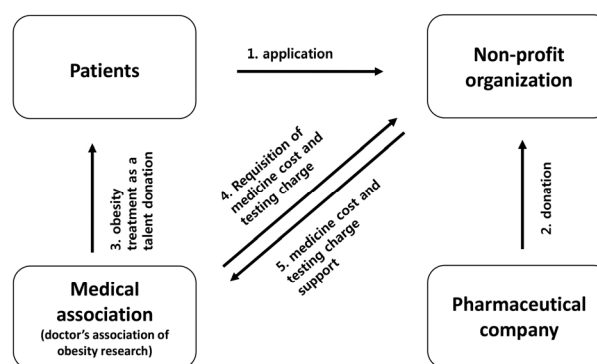 Patients
1. application
Non-profit
organization
3. obesity
treatment as a
talent donation
4. Requisition of
medicine cost and
testing charge
5. medicine cost and
testing charge
support
2. donation
Medical
association
(doctor's association of
obesity research)
Pharmaceutical
company